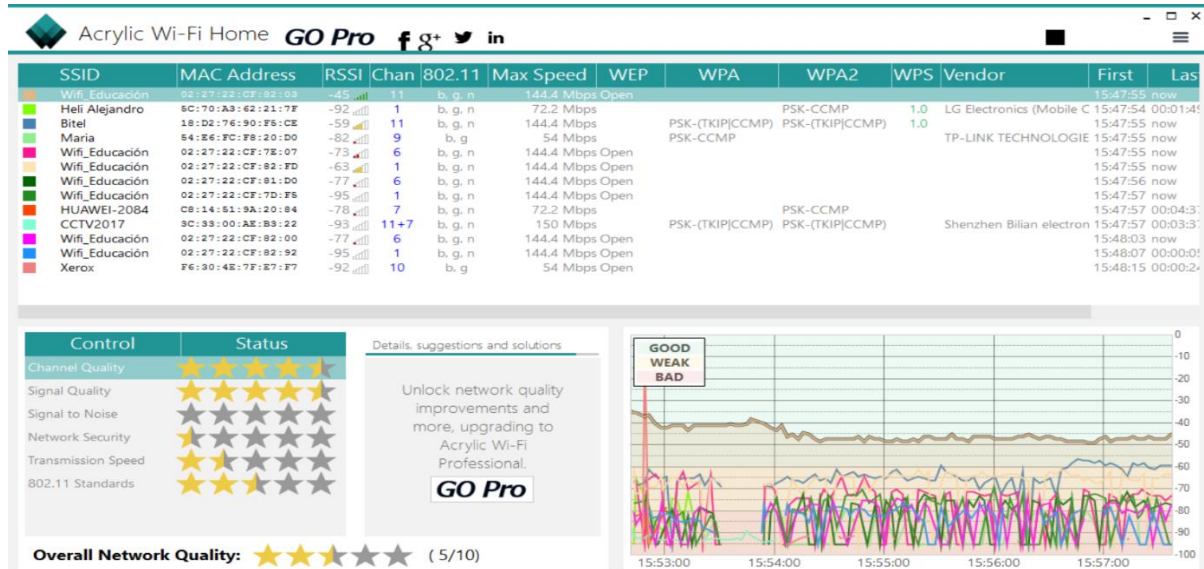 Acrylic Wi-Fi Home GO Pro f g+ in
SSID MAC Address RSSI Chan 802.11 Max Speed WEP WPA WPA2 WPS Vendor First Las
Wifi_Educación 02:27:22:CF:82:03 -45 11 b, g, n 144.4 Mbps Open 15:47:55 now
Heli Alejandro 5C:70:A3:62:21:7F -92 1 b, g, n 72.2 Mbps PSK-CCMP 1.0 LG Electronics (Mobile C 15:47:54 00:01:45
Bitel 18:D2:76:90:F5:CE -59 11 b, g, n 144.4 Mbps PSK-(TKIP|CCMP) PSK-(TKIP|CCMP) 1.0 15:47:55 now
Maria 54:E6:FC:F8:20:D0 -82 9 b, g 54 Mbps PSK-CCMP TP-LINK TECHNOLOGIE 15:47:55 now
Wifi_Educación 02:27:22:CF:7E:07 -73 6 b, g, n 144.4 Mbps Open 15:47:55 now
Wifi_Educación 02:27:22:CF:82:FD -63 1 b, g, n 144.4 Mbps Open 15:47:55 now
Wifi_Educación 02:27:22:CF:81:D0 -77 6 b, g, n 144.4 Mbps Open 15:47:56 now
Wifi_Educación 02:27:22:CF:7D:F5 -95 1 b, g, n 144.4 Mbps Open 15:47:57 now
HUAWEI-2084 C8:14:51:9A:20:84 -78 7 b, g, n 72.2 Mbps PSK-CCMP 15:47:57 00:04:3
CCTV2017 3C:33:00:AE:B3:22 -93 11+7 b, g, n 150 Mbps PSK-(TKIP|CCMP) PSK-(TKIP|CCMP) Shenzhen Bilian electron 15:47:57 00:03:3
Wifi_Educación 02:27:22:CF:82:00 -77 6 b, g, n 144.4 Mbps Open 15:48:03 now
Wifi_Educación 02:27:22:CF:82:92 -95 1 b, g, n 144.4 Mbps Open 15:48:07 00:00:0
Xerox F6:30:4E:7F:E7:F7 -92 10 b, g 54 Mbps Open 15:48:15 00:00:2
Control Status
Channel Quality
Signal Quality
Signal to Noise
Network Security
Transmission Speed
802.11 Standards
Overall Network Quality: (5/10)
Details, suggestions and solutions
Unlock network quality
improvements and
more, upgrading to
Acrylic Wi-Fi
Professional.
GO Pro
GOOD
WEAK
BAD
0
-10
-20
-30
-40
-50
-60
-70
-80
-90
-100
15:53:00 15:54:00 15:55:00 15:56:00 15:57:00